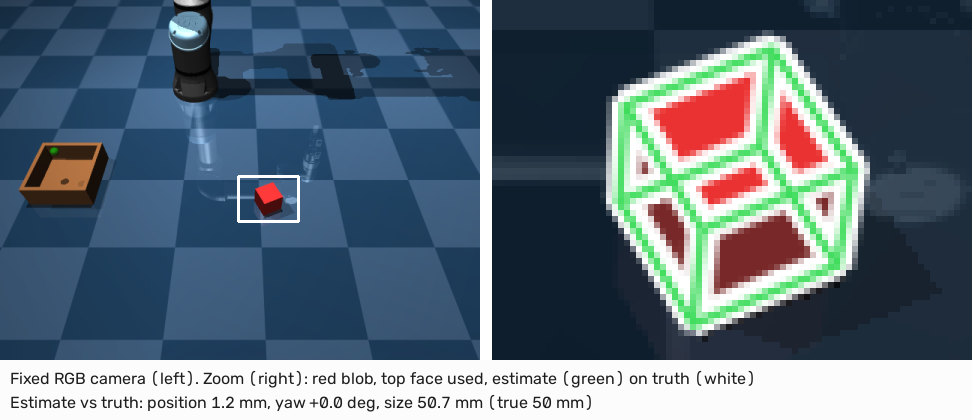 Fixed RGB camera (left). Zoom (right): red blob, top face used, estimate (green) on truth (white)
Estimate vs truth: position 1.2 mm, yaw +0.0 deg, size 50.7 mm (true 50 mm)